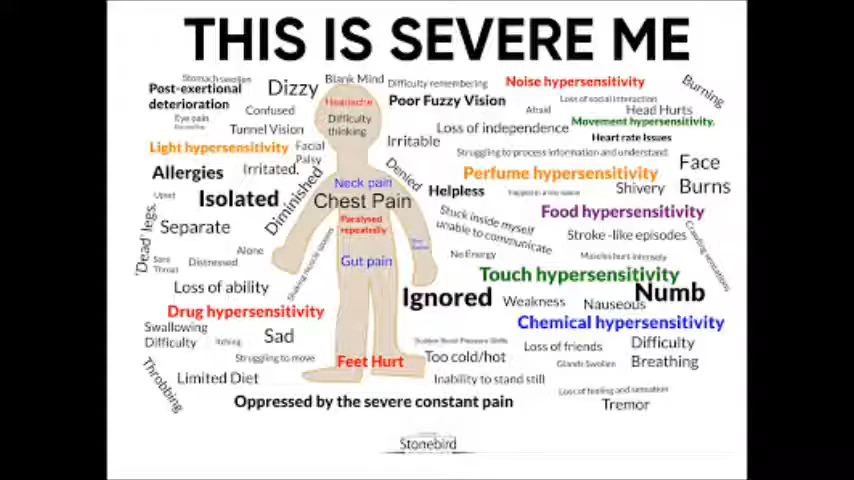 THIS IS SEVERE ME
Stomach swollen
Dizzy
Blank Mind
Difficulty remembering
Noise hypersensitivity
Burning
Post-exertional
deterioration
Headache
Poor Fuzzy Vision
Loss of social interaction
Afraid
Head Hurts
Eye pain
Confused
Difficulty
thinking
Movement hypersensitivity.
Tunnel Vision
Loss of independence
Heart rate Issues
Light hypersensitivity
Facial
Palsy
Irritable
Struggling to process information and understand.
Face
Burns
Allergies
Irritated.
Denied
Perfume hypersensitivity
Neck pain
Helpless
Shivery
Upset
Isolated
Diminished
Chest Pain
Food hypersensitivity
'Dead' legs.
Separate
Paralysed
repeatedly
Stuck inside myself
unable to communicate
Stroke -like episodes
Crawling sensations
Alone
No Energy
Muscles hurt intensely
Sore
Throat
Distressed
Gut pain
Shaking muscle spasms
Touch hypersensitivity
Loss of ability
Ignored
Weakness
Nauseous
Numb
Drug hypersensitivity
Chemical hypersensitivity
Swallowing
Difficulty
Itching
Sad
Loss of friends
Difficulty
Breathing
Struggling to move
Feet Hurt
Too cold/hot
Glands Swollen
Throbbing
Limited Diet
Inability to stand still
Loss of feeling and sensation
Oppressed by the severe constant pain
Tremor
Stonebird